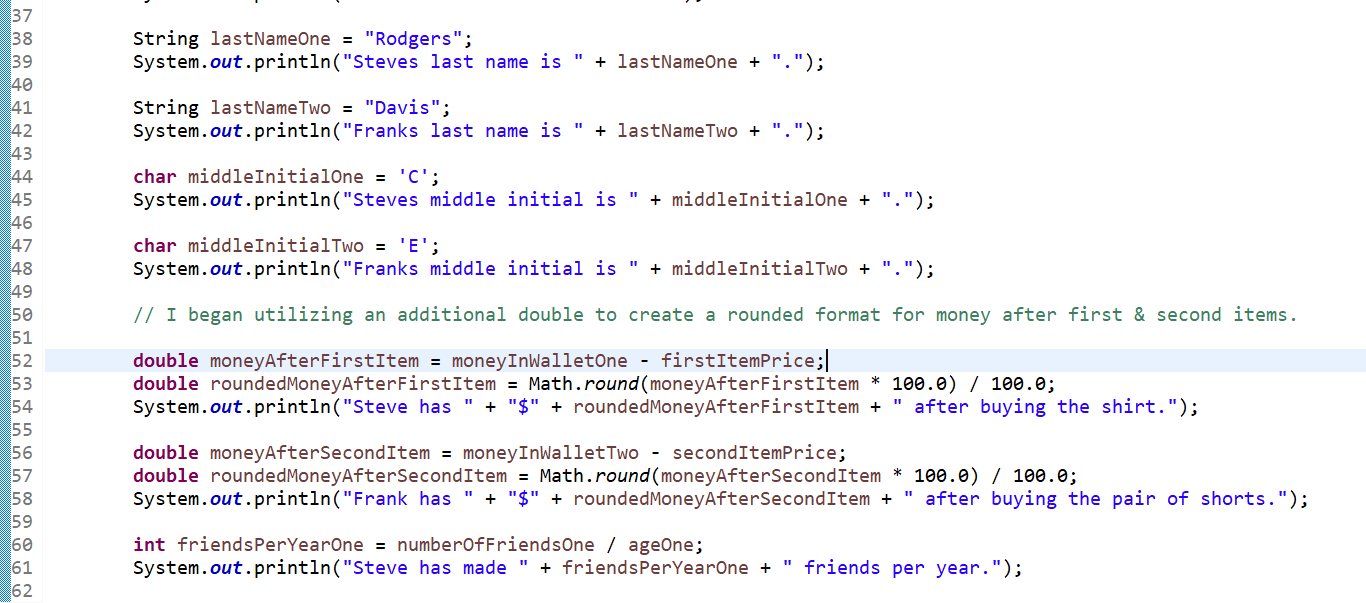 37
38 String lastNameOne = "Rodgers";
39 System.out.println("Steves last name is " + lastNameOne + ".");
40
41 String lastNameTwo = "Davis";
42 System.out.println("Franks last name is " + lastNameTwo + ".");
43
44 char middleInitialOne = 'C';
45 System.out.println("Steves middle initial is " + middleInitialOne + ".");
46
47 char middleInitialTwo = 'E';
48 System.out.println("Franks middle initial is " + middleInitialTwo + ".");
49
50 // I began utilizing an additional double to create a rounded format for money after first & second items.
51
52 double moneyAfterFirstItem = moneyInWalletOne - firstItemPrice;
53 double roundedMoneyAfterFirstItem = Math.round(moneyAfterFirstItem * 100.0) / 100.0;
54 System.out.println("Steve has " + "$" + roundedMoneyAfterFirstItem + " after buying the shirt.");
55
56 double moneyAfterSecondItem = moneyInWalletTwo - secondItemPrice;
57 double roundedMoneyAfterSecondItem = Math.round(moneyAfterSecondItem * 100.0) / 100.0;
58 System.out.println("Frank has " + "$" + roundedMoneyAfterSecondItem + " after buying the pair of shorts.");
59
60 int friendsPerYearOne = numberOfFriendsOne / ageOne;
61 System.out.println("Steve has made " + friendsPerYearOne + " friends per year.");
62